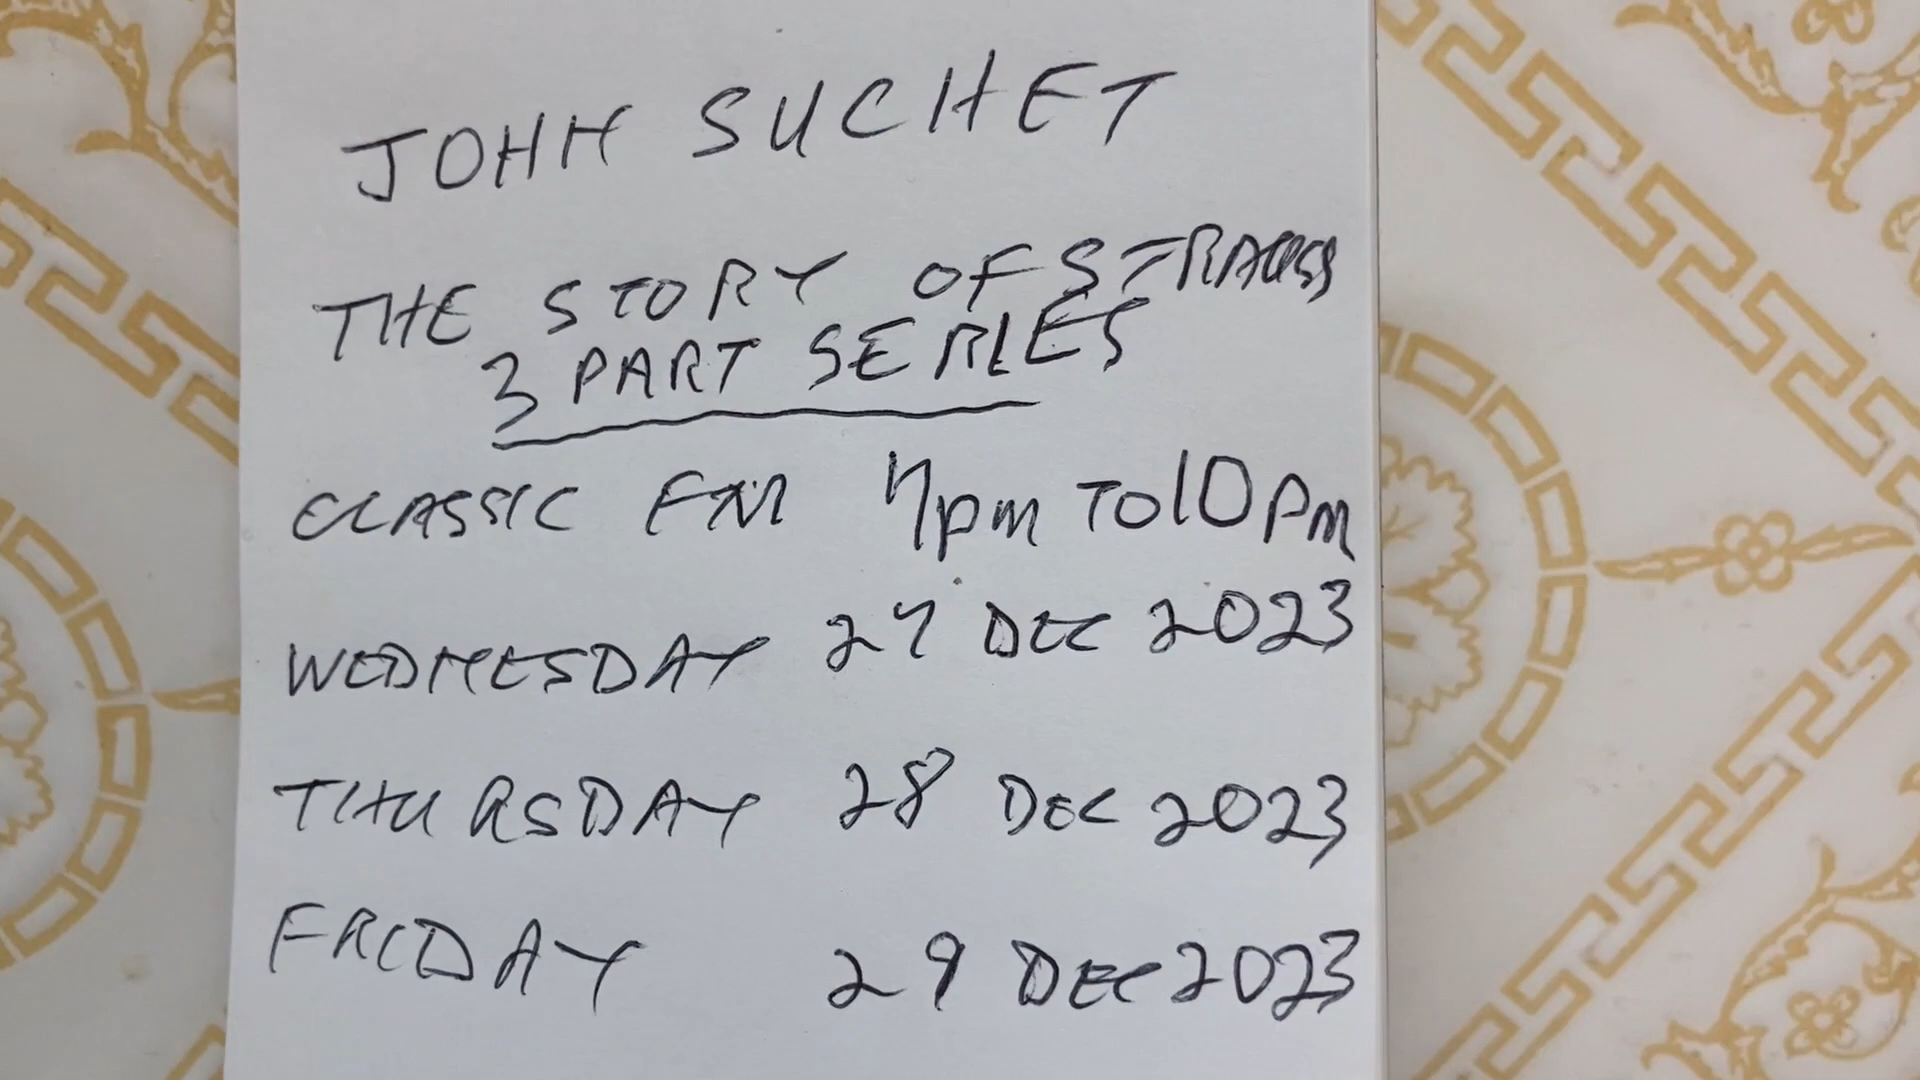 JOHN SUCHET
THE STORY OF STRAUSS
3 PART SERIES
CLASSIC FM 7pm TO 10pm
WEDNESDAY 27 DEC 2023
THURSDAY 28 DEC 2023
FRIDAY 29 DEC 2023